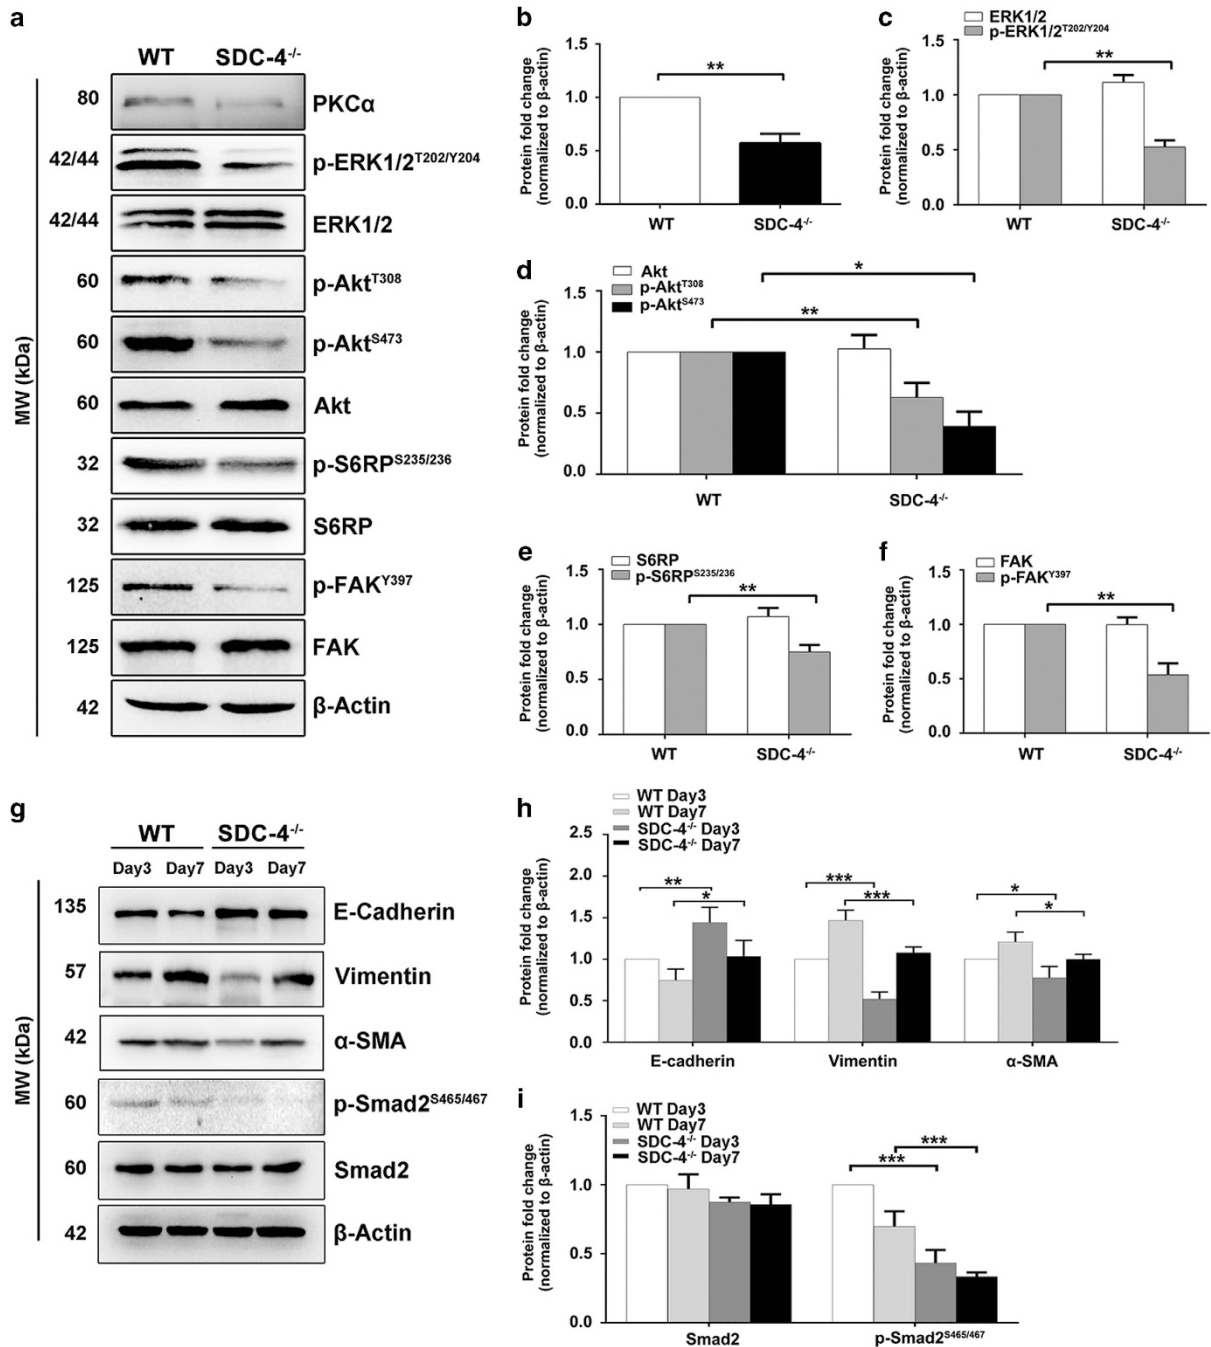 a
WT SDC-4-/-
MW (kDa)
80 PKCα
42/44 p-ERK1/2T202/Y204
42/44 ERK1/2
60 p-AktT308
60 p-AktS473
60 Akt
32 p-S6RPS235/236
32 S6RP
125 p-FAKY397
125 FAK
42 β-Actin
b
Protein fold change
(normalized to β-actin)
1.5
1.0
0.5
0.0
**
WT SDC-4-/-
c
ERK1/2
p-ERK1/2T202/Y204
Protein fold change
(normalized to β-actin)
1.5
1.0
0.5
0.0
**
WT SDC-4-/-
d
Akt
p-AktT308
p-AktS473
Protein fold change
(normalized to β-actin)
1.5
1.0
0.5
0.0
*
**
WT SDC-4-/-
e
S6RP
p-S6RPS235/236
Protein fold change
(normalized to β-actin)
1.5
1.0
0.5
0.0
**
WT SDC-4-/-
f
FAK
p-FAKY397
Protein fold change
(normalized to β-actin)
1.5
1.0
0.5
0.0
**
WT SDC-4-/-
g
WT SDC-4-/-
Day3 Day7 Day3 Day7
MW (kDa)
135 E-Cadherin
57 Vimentin
42 α-SMA
60 p-Smad2S465/467
60 Smad2
42 β-Actin
h
WT Day3
WT Day7
SDC-4-/- Day3
SDC-4-/- Day7
Protein fold change
(normalized to β-actin)
2.5
2.0
1.5
1.0
0.5
0.0
** * *** *** * *
E-cadherin Vimentin α-SMA
i
WT Day3
WT Day7
SDC-4-/- Day3
SDC-4-/- Day7
Protein fold change
(normalized to β-actin)
1.5
1.0
0.5
0.0
***
***
Smad2 p-Smad2S465/467